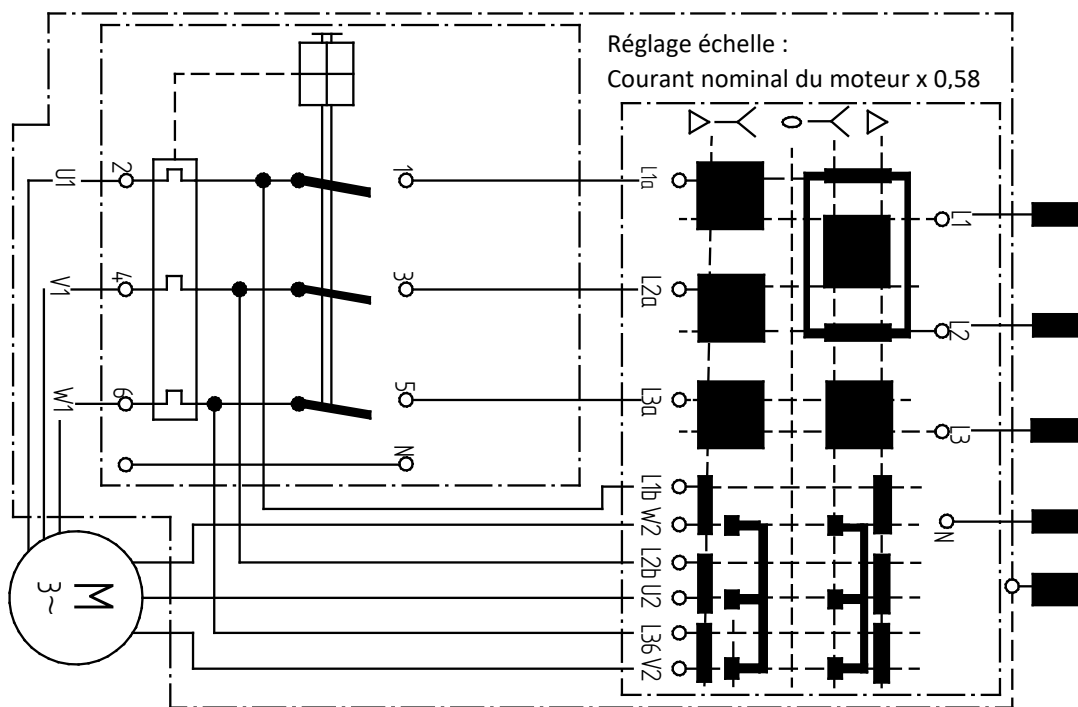 Réglage échelle :
Courant nominal du moteur x 0,58
U1
2
1
L1a
L1
V1
4
3
L2a
L2
W1
6
5
L3a
L3
N
L1b
W2
N
L2b
U2
L36
V2
M
3~